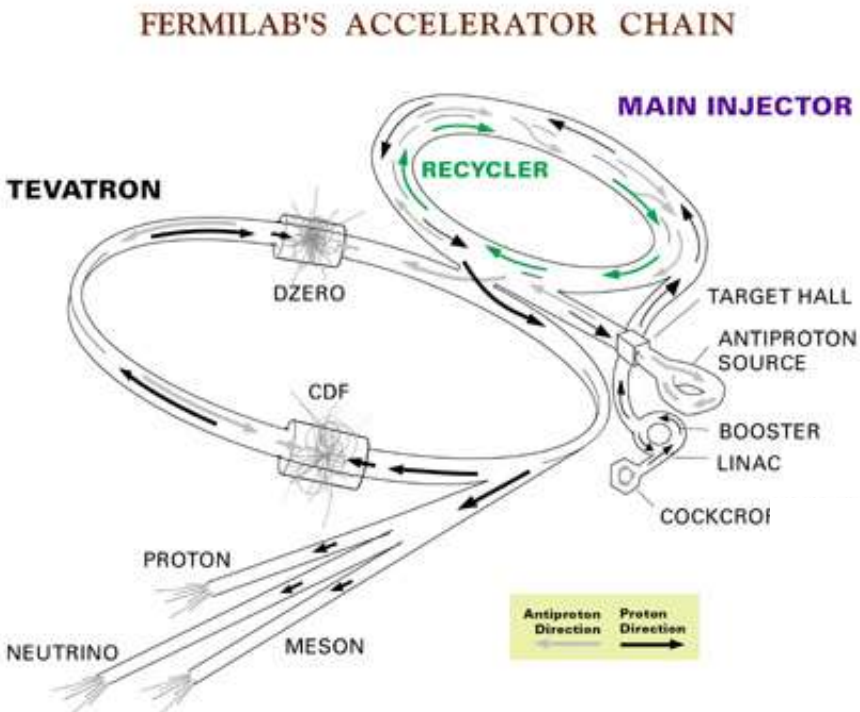 FERMILAB'S ACCELERATOR CHAIN
MAIN INJECTOR
RECYCLER
TEVATRON
DZERO
TARGET HALL
ANTIPROTON
SOURCE
CDF
BOOSTER
LINAC
COCKCROF
PROTON
NEUTRINO
MESON
Antiproton Proton
Direction Direction